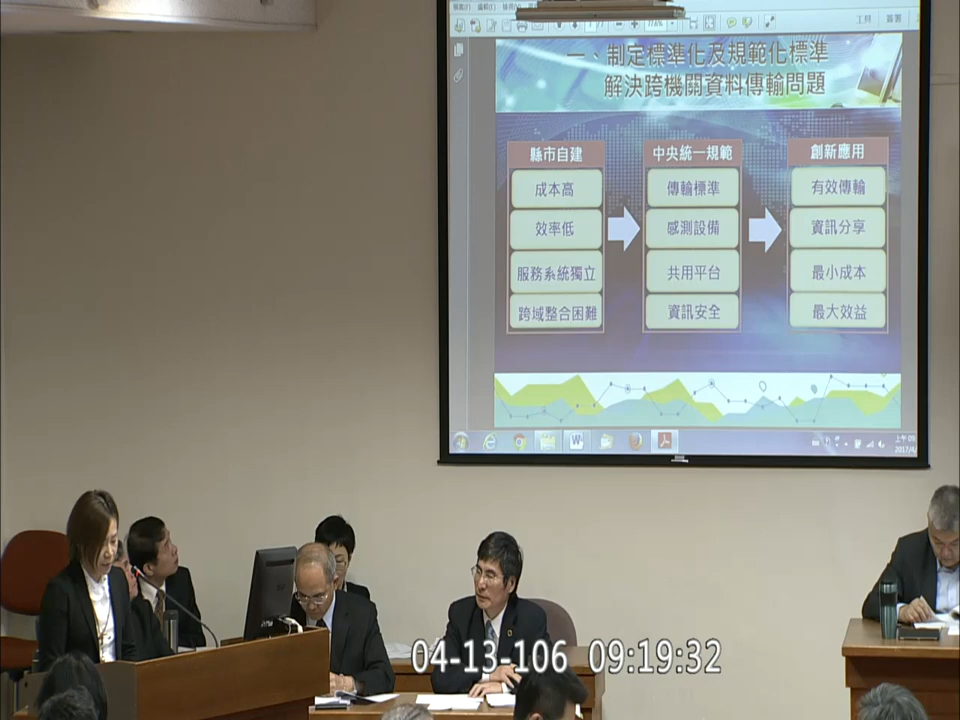 工具 簽署
一、制定標準化及規範化標準
解決跨機關資料傳輸問題
縣市自建
成本高
效率低
服務系統獨立
跨域整合困難
中央統一規範
傳輸標準
感測設備
共用平台
資訊安全
創新應用
有效傳輸
資訊分享
最小成本
最大效益
04-13-106 09:19:32